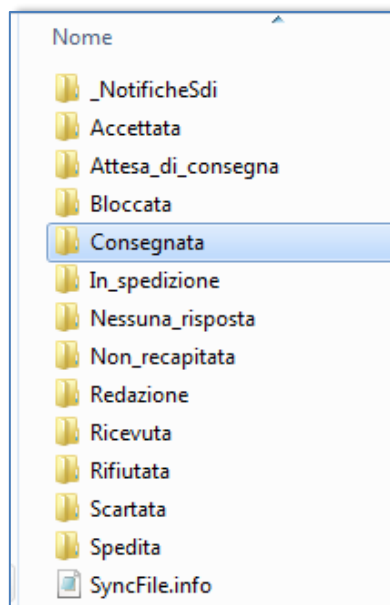 Nome
_NotificheSdi
Accettata
Attesa_di_consegna
Bloccata
Consegnata
In_spedizione
Nessuna_risposta
Non_recapitata
Redazione
Ricevuta
Rifiutata
Scartata
Spedita
SyncFile.info